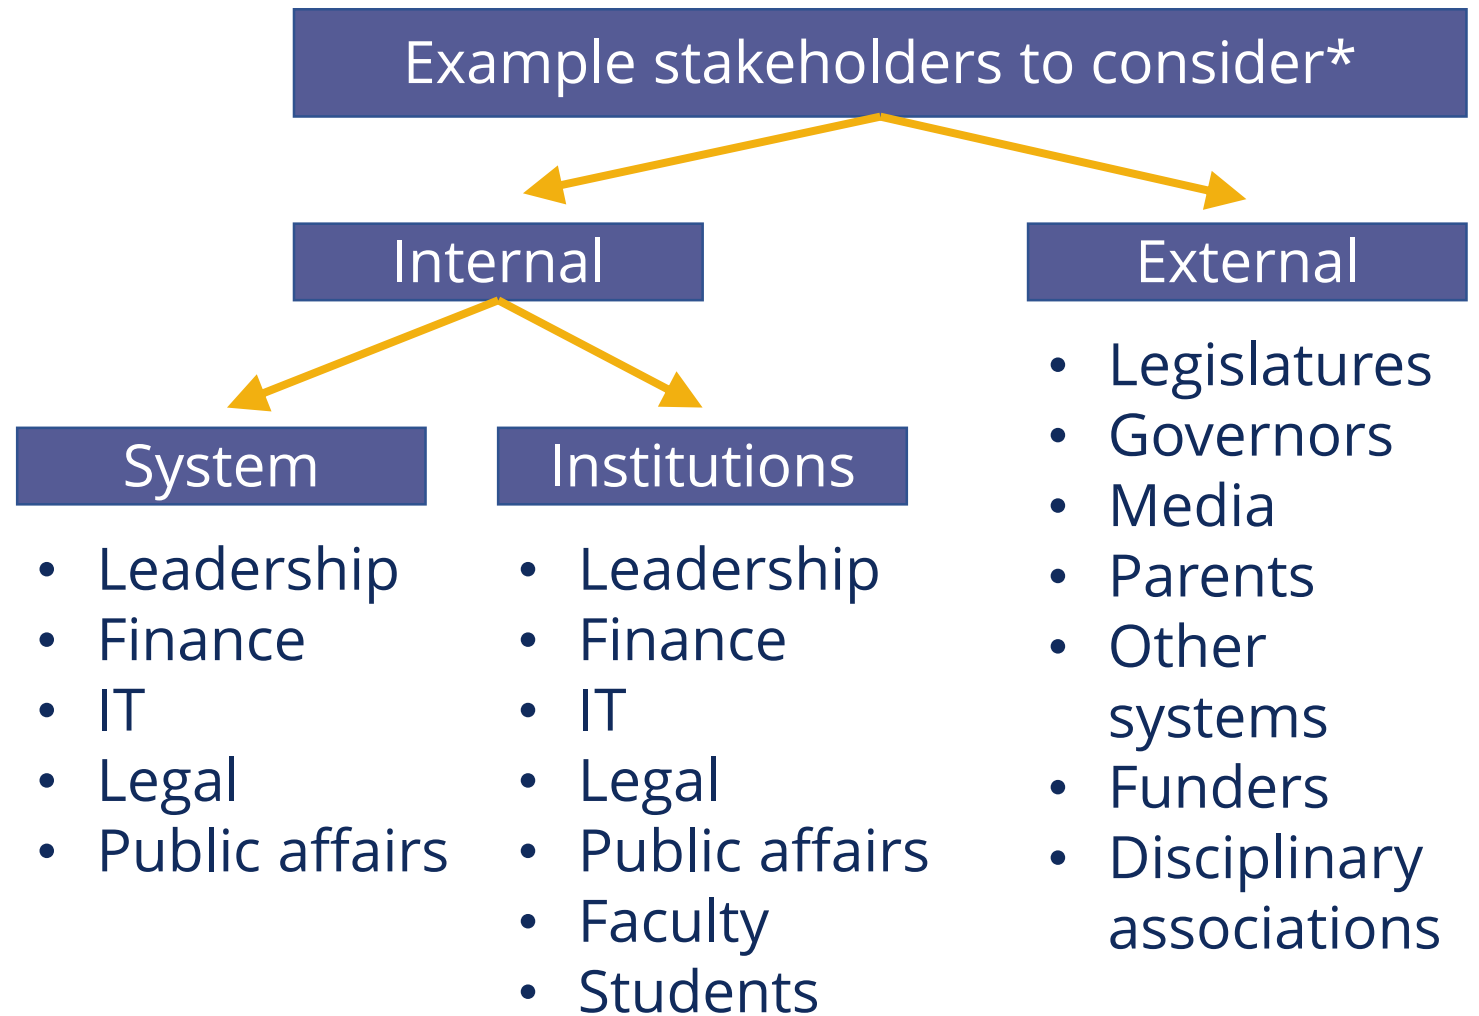 Example stakeholders to consider*
Internal
External
System
Institutions
• Leadership
• Finance
• IT
• Legal
• Public affairs
• Leadership
• Finance
• IT
• Legal
• Public affairs
• Faculty
• Students
• Legislatures
• Governors
• Media
• Parents
• Other
systems
• Funders
• Disciplinary
associations